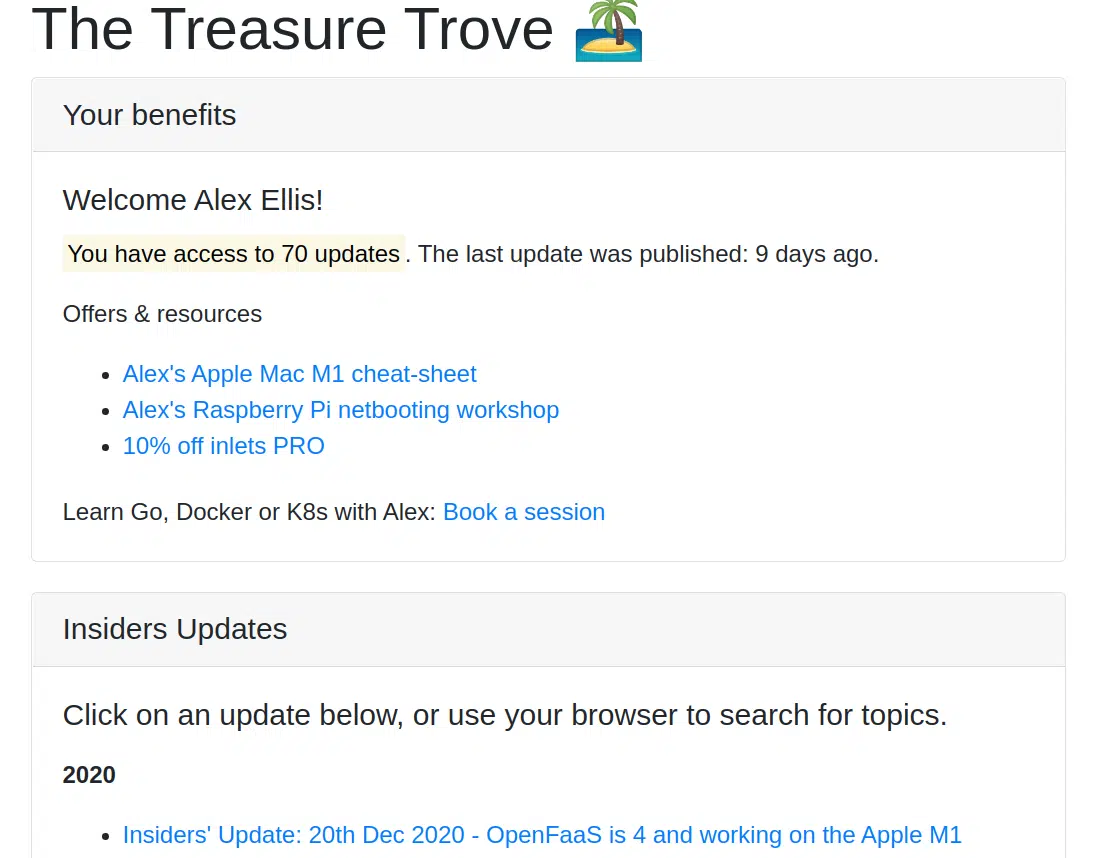 The Treasure Trove 🏝️
Your benefits
Welcome Alex Ellis!
You have access to 70 updates. The last update was published: 9 days ago.
Offers & resources
• Alex's Apple Mac M1 cheat-sheet
• Alex's Raspberry Pi netbooting workshop
• 10% off inlets PRO
Learn Go, Docker or K8s with Alex: Book a session
Insiders Updates
Click on an update below, or use your browser to search for topics.
2020
• Insiders' Update: 20th Dec 2020 - OpenFaaS is 4 and working on the Apple M1